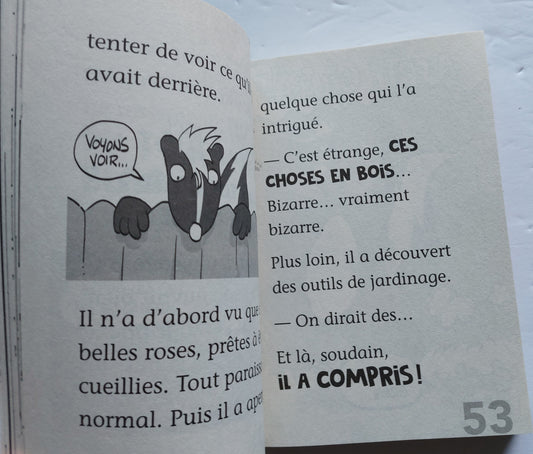 tenter de voir ce qu'il
avait derrière.
VOYONS
VOIR...
Il n'a d'abord vu que
belles roses, prêtes à
cueillies. Tout
normal. Puis il a
quelque chose qui l'a
intrigué.
— C'est étrange, CES
CHOSES EN BOIS...
Bizarre... vraiment
bizarre.
Plus loin, il a découvert
des outils de jardinage.
— On dirait des...
Et là, soudain,
IL A COMPRIS!
53